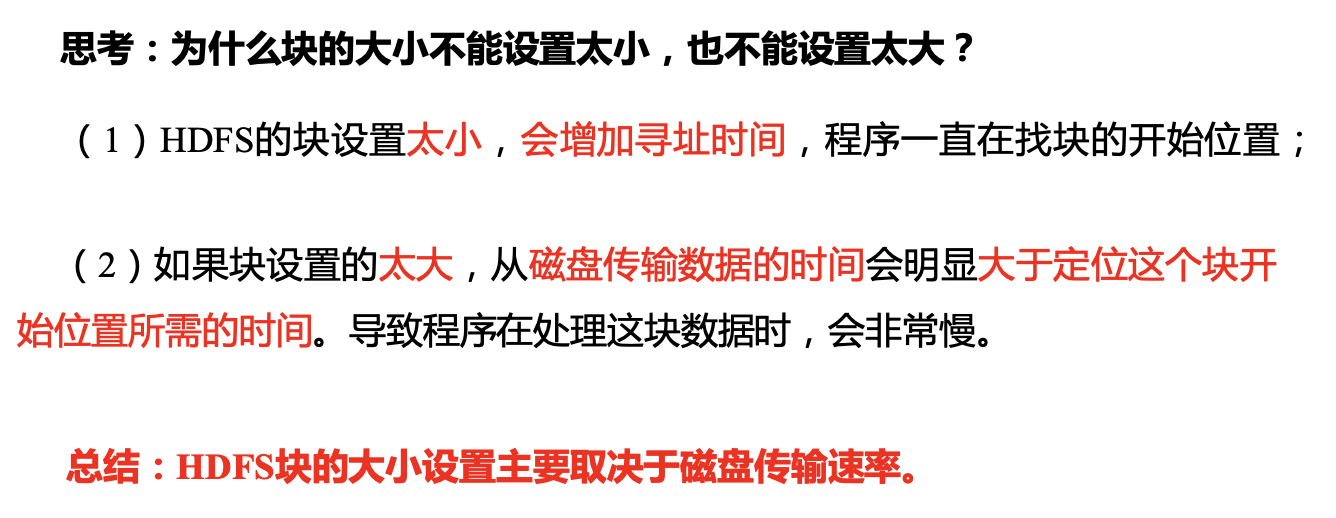 思考：为什么块的大小不能设置太小，也不能设置太大？
（1）HDFS的块设置太小，会增加寻址时间，程序一直在找块的开始位置；
（2）如果块设置的太大，从磁盘传输数据的时间会明显大于定位这个块开
始位置所需的时间。导致程序在处理这块数据时，会非常慢。
总结：HDFS块的大小设置主要取决于磁盘传输速率。